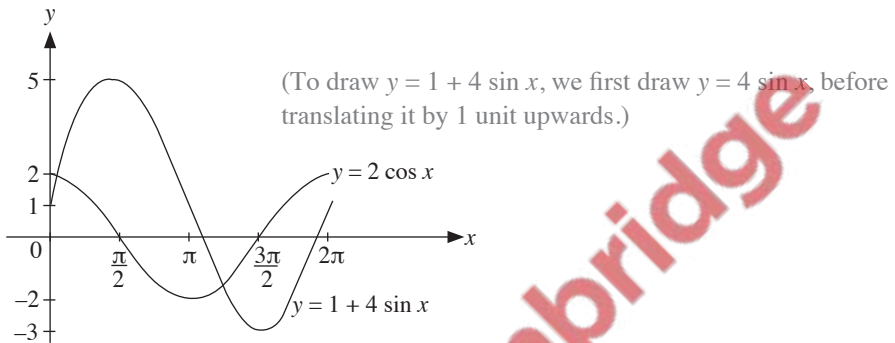 y
5
(To draw y = 1 + 4 sin x, we first draw y = 4 sin x, before
translating it by 1 unit upwards.)
2
y = 2 cos x
1
0
π/2
π
3π/2
2π
x
–2
y = 1 + 4 sin x
–3